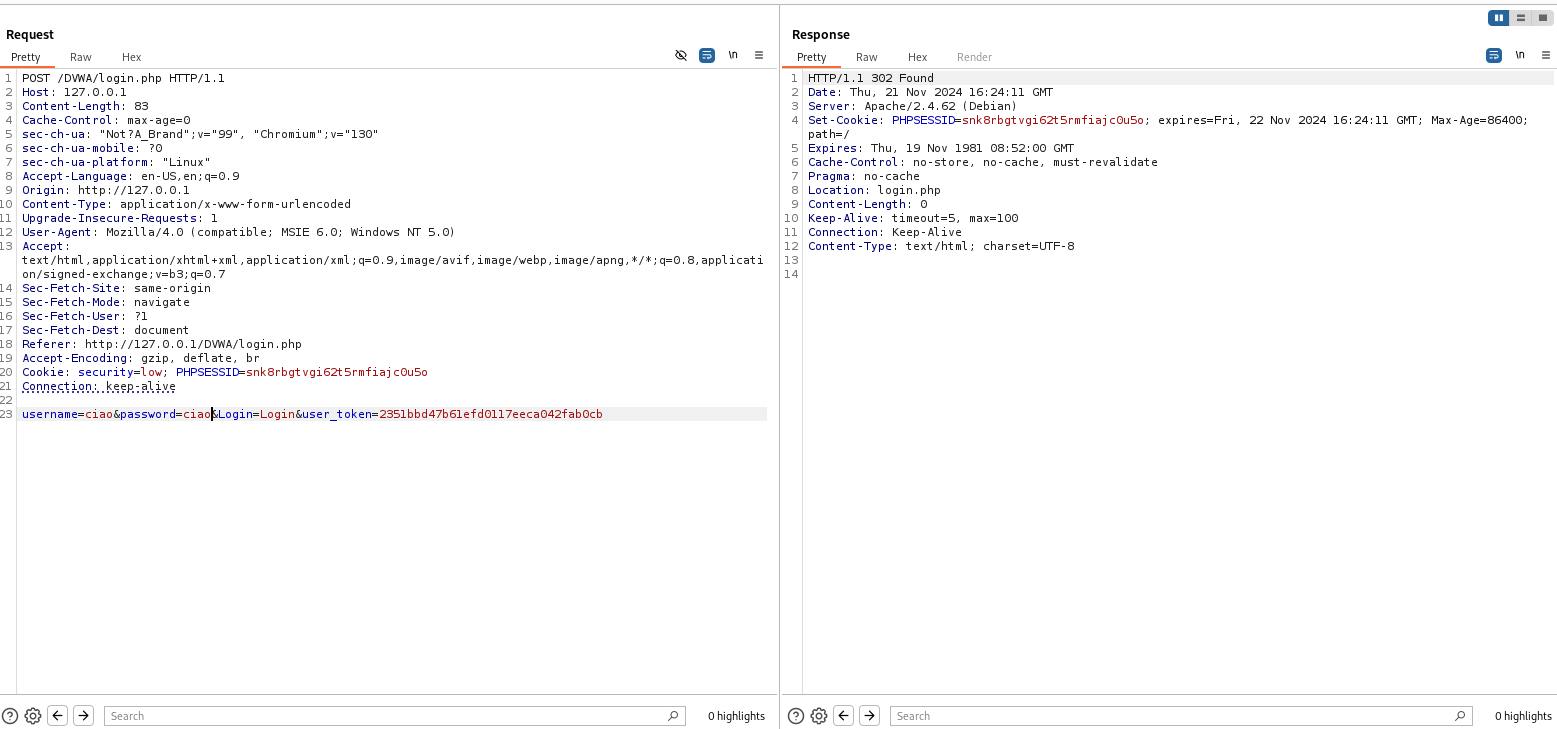 Request
Pretty Raw Hex \n
1 POST /DVWA/login.php HTTP/1.1
2 Host: 127.0.0.1
3 Content-Length: 83
4 Cache-Control: max-age=0
5 sec-ch-ua: "Not?A_Brand";v="99", "Chromium";v="130"
6 sec-ch-ua-mobile: ?0
7 sec-ch-ua-platform: "Linux"
8 Accept-Language: en-US,en;q=0.9
9 Origin: http://127.0.0.1
10 Content-Type: application/x-www-form-urlencoded
11 Upgrade-Insecure-Requests: 1
12 User-Agent: Mozilla/4.0 (compatible; MSIE 6.0; Windows NT 5.0)
13 Accept:
text/html,application/xhtml+xml,application/xml;q=0.9,image/avif,image/webp,image/apng,*/*;q=0.8,applicati
on/signed-exchange;v=b3;q=0.7
14 Sec-Fetch-Site: same-origin
15 Sec-Fetch-Mode: navigate
16 Sec-Fetch-User: ?1
17 Sec-Fetch-Dest: document
18 Referer: http://127.0.0.1/DVWA/login.php
19 Accept-Encoding: gzip, deflate, br
20 Cookie: security=low; PHPSESSID=snk8rbgtvgi62t5rmfiajc0u5o
21 Connection: keep-alive
22
23 username=ciao&password=ciao&Login=Login&user_token=2351bbd47b61efd0117eeca042fab0cb
Search
0 highlights
Response
Pretty Raw Hex Render \n
1 HTTP/1.1 302 Found
2 Date: Thu, 21 Nov 2024 16:24:11 GMT
3 Server: Apache/2.4.62 (Debian)
4 Set-Cookie: PHPSESSID=snk8rbgtvgi62t5rmfiajc0u5o; expires=Fri, 22 Nov 2024 16:24:11 GMT; Max-Age=86400;
path=/
5 Expires: Thu, 19 Nov 1981 08:52:00 GMT
6 Cache-Control: no-store, no-cache, must-revalidate
7 Pragma: no-cache
8 Location: login.php
9 Content-Length: 0
10 Keep-Alive: timeout=5, max=100
11 Connection: Keep-Alive
12 Content-Type: text/html; charset=UTF-8
13
14
Search
0 highlights